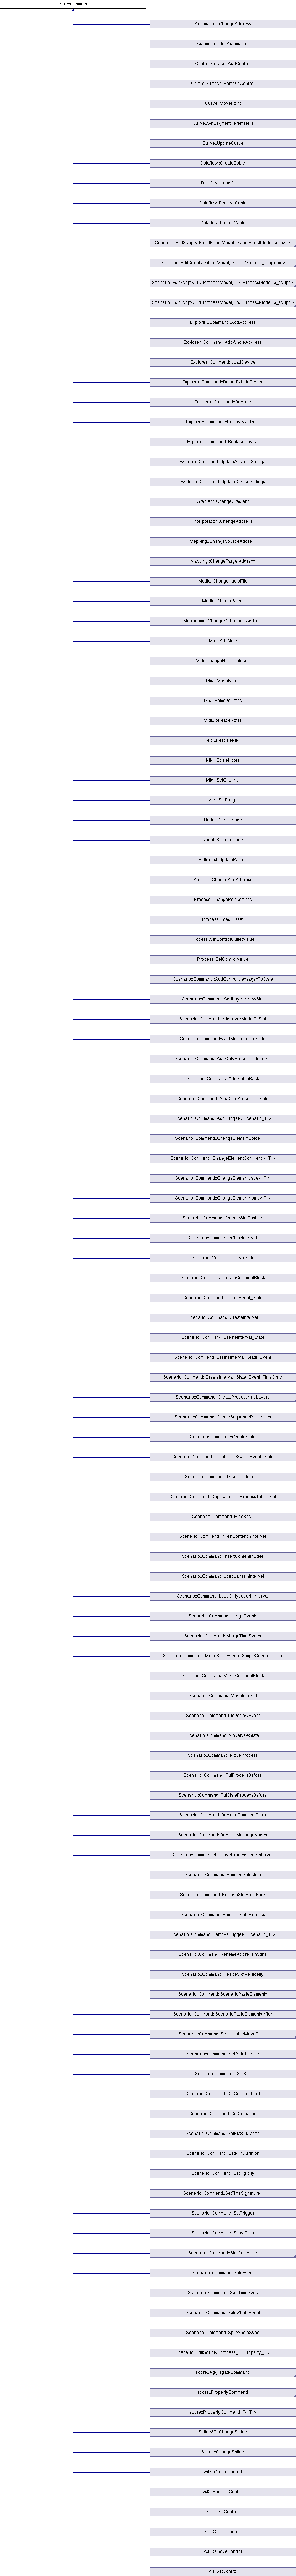 score::Command
Automation::ChangeAddress
Automation::InitAutomation
ControlSurface::AddControl
ControlSurface::RemoveControl
Curve::MovePoint
Curve::SetSegmentParameters
Curve::UpdateCurve
Dataflow::CreateCable
Dataflow::LoadCables
Dataflow::RemoveCable
Dataflow::UpdateCable
Scenario::EditScript< FaustEffectModel, FaustEffectModel::p_text >
Scenario::EditScript< Filter::Model, Filter::Model::p_program >
Scenario::EditScript< JS::ProcessModel, JS::ProcessModel::p_script >
Scenario::EditScript< Pd::ProcessModel, Pd::ProcessModel::p_script >
Explorer::Command::AddAddress
Explorer::Command::AddWholeAddress
Explorer::Command::LoadDevice
Explorer::Command::ReloadWholeDevice
Explorer::Command::Remove
Explorer::Command::RemoveAddress
Explorer::Command::ReplaceDevice
Explorer::Command::UpdateAddressSettings
Explorer::Command::UpdateDeviceSettings
Gradient::ChangeGradient
Interpolation::ChangeAddress
Mapping::ChangeSourceAddress
Mapping::ChangeTargetAddress
Media::ChangeAudioFile
Media::ChangeSteps
Metronome::ChangeMetronomeAddress
Midi::AddNote
Midi::ChangeNotesVelocity
Midi::MoveNotes
Midi::RemoveNotes
Midi::ReplaceNotes
Midi::RescaleMidi
Midi::ScaleNotes
Midi::SetChannel
Midi::SetRange
Nodal::CreateNode
Nodal::RemoveNode
Patternist::UpdatePattern
Process::ChangePortAddress
Process::ChangePortSettings
Process::LoadPreset
Process::SetControlOutletValue
Process::SetControlValue
Scenario::Command::AddControlMessagesToState
Scenario::Command::AddLayerInNewSlot
Scenario::Command::AddLayerModelToSlot
Scenario::Command::AddMessagesToState
Scenario::Command::AddOnlyProcessToInterval
Scenario::Command::AddSlotToRack
Scenario::Command::AddStateProcessToState
Scenario::Command::AddTrigger< Scenario_T >
Scenario::Command::ChangeElementColor< T >
Scenario::Command::ChangeElementComments< T >
Scenario::Command::ChangeElementLabel< T >
Scenario::Command::ChangeElementName< T >
Scenario::Command::ChangeSlotPosition
Scenario::Command::ClearInterval
Scenario::Command::ClearState
Scenario::Command::CreateCommentBlock
Scenario::Command::CreateEvent_State
Scenario::Command::CreateInterval
Scenario::Command::CreateInterval_State
Scenario::Command::CreateInterval_State_Event
Scenario::Command::CreateInterval_State_Event_TimeSync
Scenario::Command::CreateProcessAndLayers
Scenario::Command::CreateSequenceProcesses
Scenario::Command::CreateState
Scenario::Command::CreateTimeSync_Event_State
Scenario::Command::DuplicateInterval
Scenario::Command::DuplicateOnlyProcessToInterval
Scenario::Command::HideRack
Scenario::Command::InsertContentInInterval
Scenario::Command::InsertContentInState
Scenario::Command::LoadLayerInInterval
Scenario::Command::LoadOnlyLayerInInterval
Scenario::Command::MergeEvents
Scenario::Command::MergeTimeSyncs
Scenario::Command::MoveBaseEvent< SimpleScenario_T >
Scenario::Command::MoveCommentBlock
Scenario::Command::MoveInterval
Scenario::Command::MoveNewEvent
Scenario::Command::MoveNewState
Scenario::Command::MoveProcess
Scenario::Command::PutProcessBefore
Scenario::Command::PutStateProcessBefore
Scenario::Command::RemoveCommentBlock
Scenario::Command::RemoveMessageNodes
Scenario::Command::RemoveProcessFromInterval
Scenario::Command::RemoveSelection
Scenario::Command::RemoveSlotFromRack
Scenario::Command::RemoveStateProcess
Scenario::Command::RemoveTrigger< Scenario_T >
Scenario::Command::RenameAddressInState
Scenario::Command::ResizeSlotVertically
Scenario::Command::ScenarioPasteElements
Scenario::Command::ScenarioPasteElementsAfter
Scenario::Command::SerializableMoveEvent
Scenario::Command::SetAutoTrigger
Scenario::Command::SetBus
Scenario::Command::SetCommentText
Scenario::Command::SetCondition
Scenario::Command::SetMaxDuration
Scenario::Command::SetMinDuration
Scenario::Command::SetRigidity
Scenario::Command::SetTimeSignatures
Scenario::Command::SetTrigger
Scenario::Command::ShowRack
Scenario::Command::SlotCommand
Scenario::Command::SplitEvent
Scenario::Command::SplitTimeSync
Scenario::Command::SplitWholeEvent
Scenario::Command::SplitWholeSync
Scenario::EditScript< Process_T, Property_T >
score::AggregateCommand
score::PropertyCommand
score::PropertyCommand_T< T >
Spline3D::ChangeSpline
Spline::ChangeSpline
vst3::CreateControl
vst3::RemoveControl
vst3::SetControl
vst::CreateControl
vst::RemoveControl
vst::SetControl